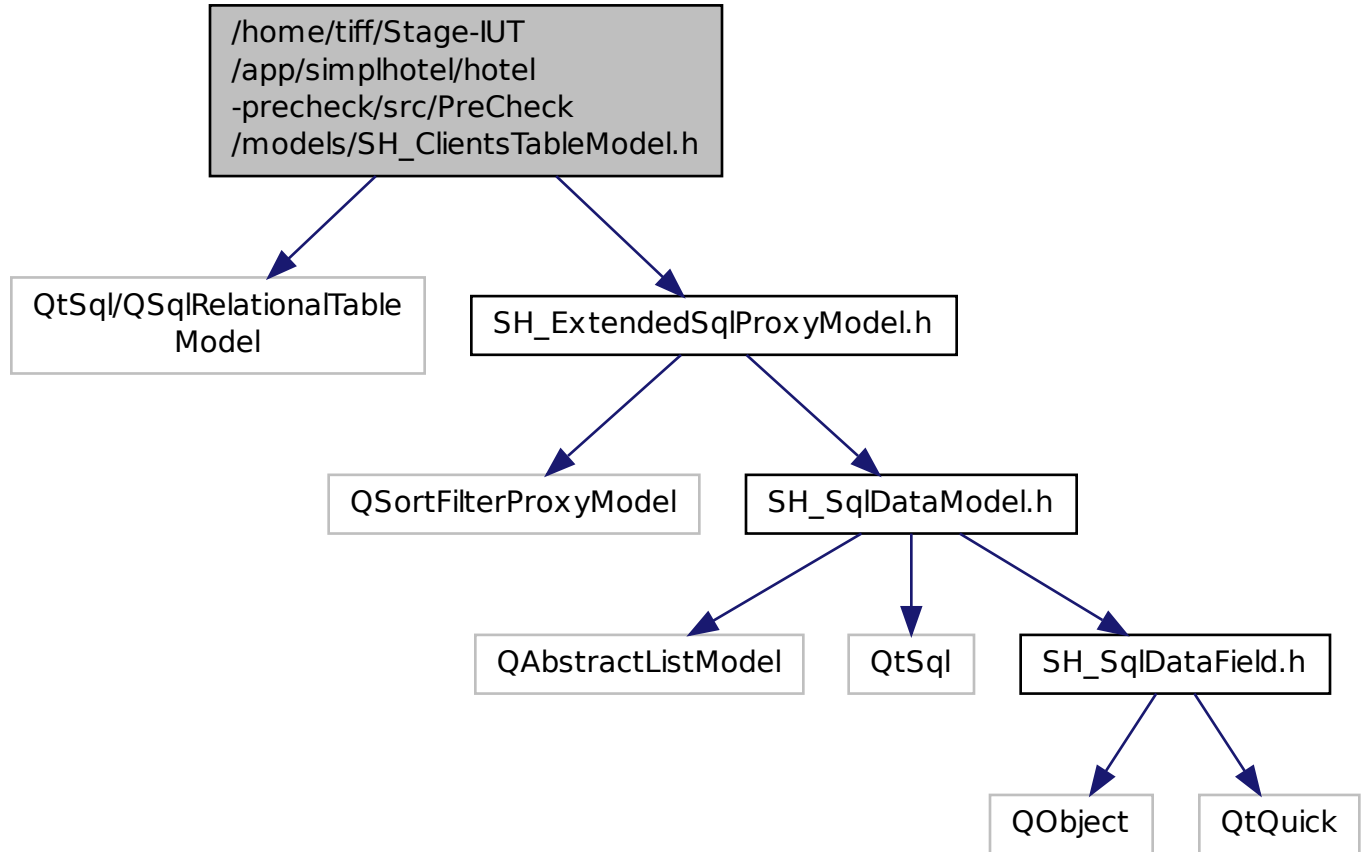 /home/tiff/Stage-IUT
/app/simplhotel/hotel
-precheck/src/PreCheck
/models/SH_ClientsTableModel.h
QtSql/QSqlRelationalTable
Model
SH_ExtendedSqlProxyModel.h
QSortFilterProxyModel
SH_SqlDataModel.h
QAbstractListModel
QtSql
SH_SqlDataField.h
QObject
QtQuick